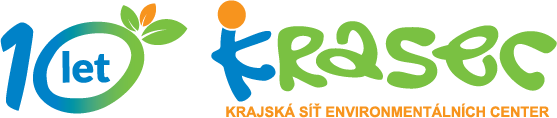 10 let
krasec
KRAJSKÁ SÍŤ ENVIRONMENTÁLNÍCH CENTER